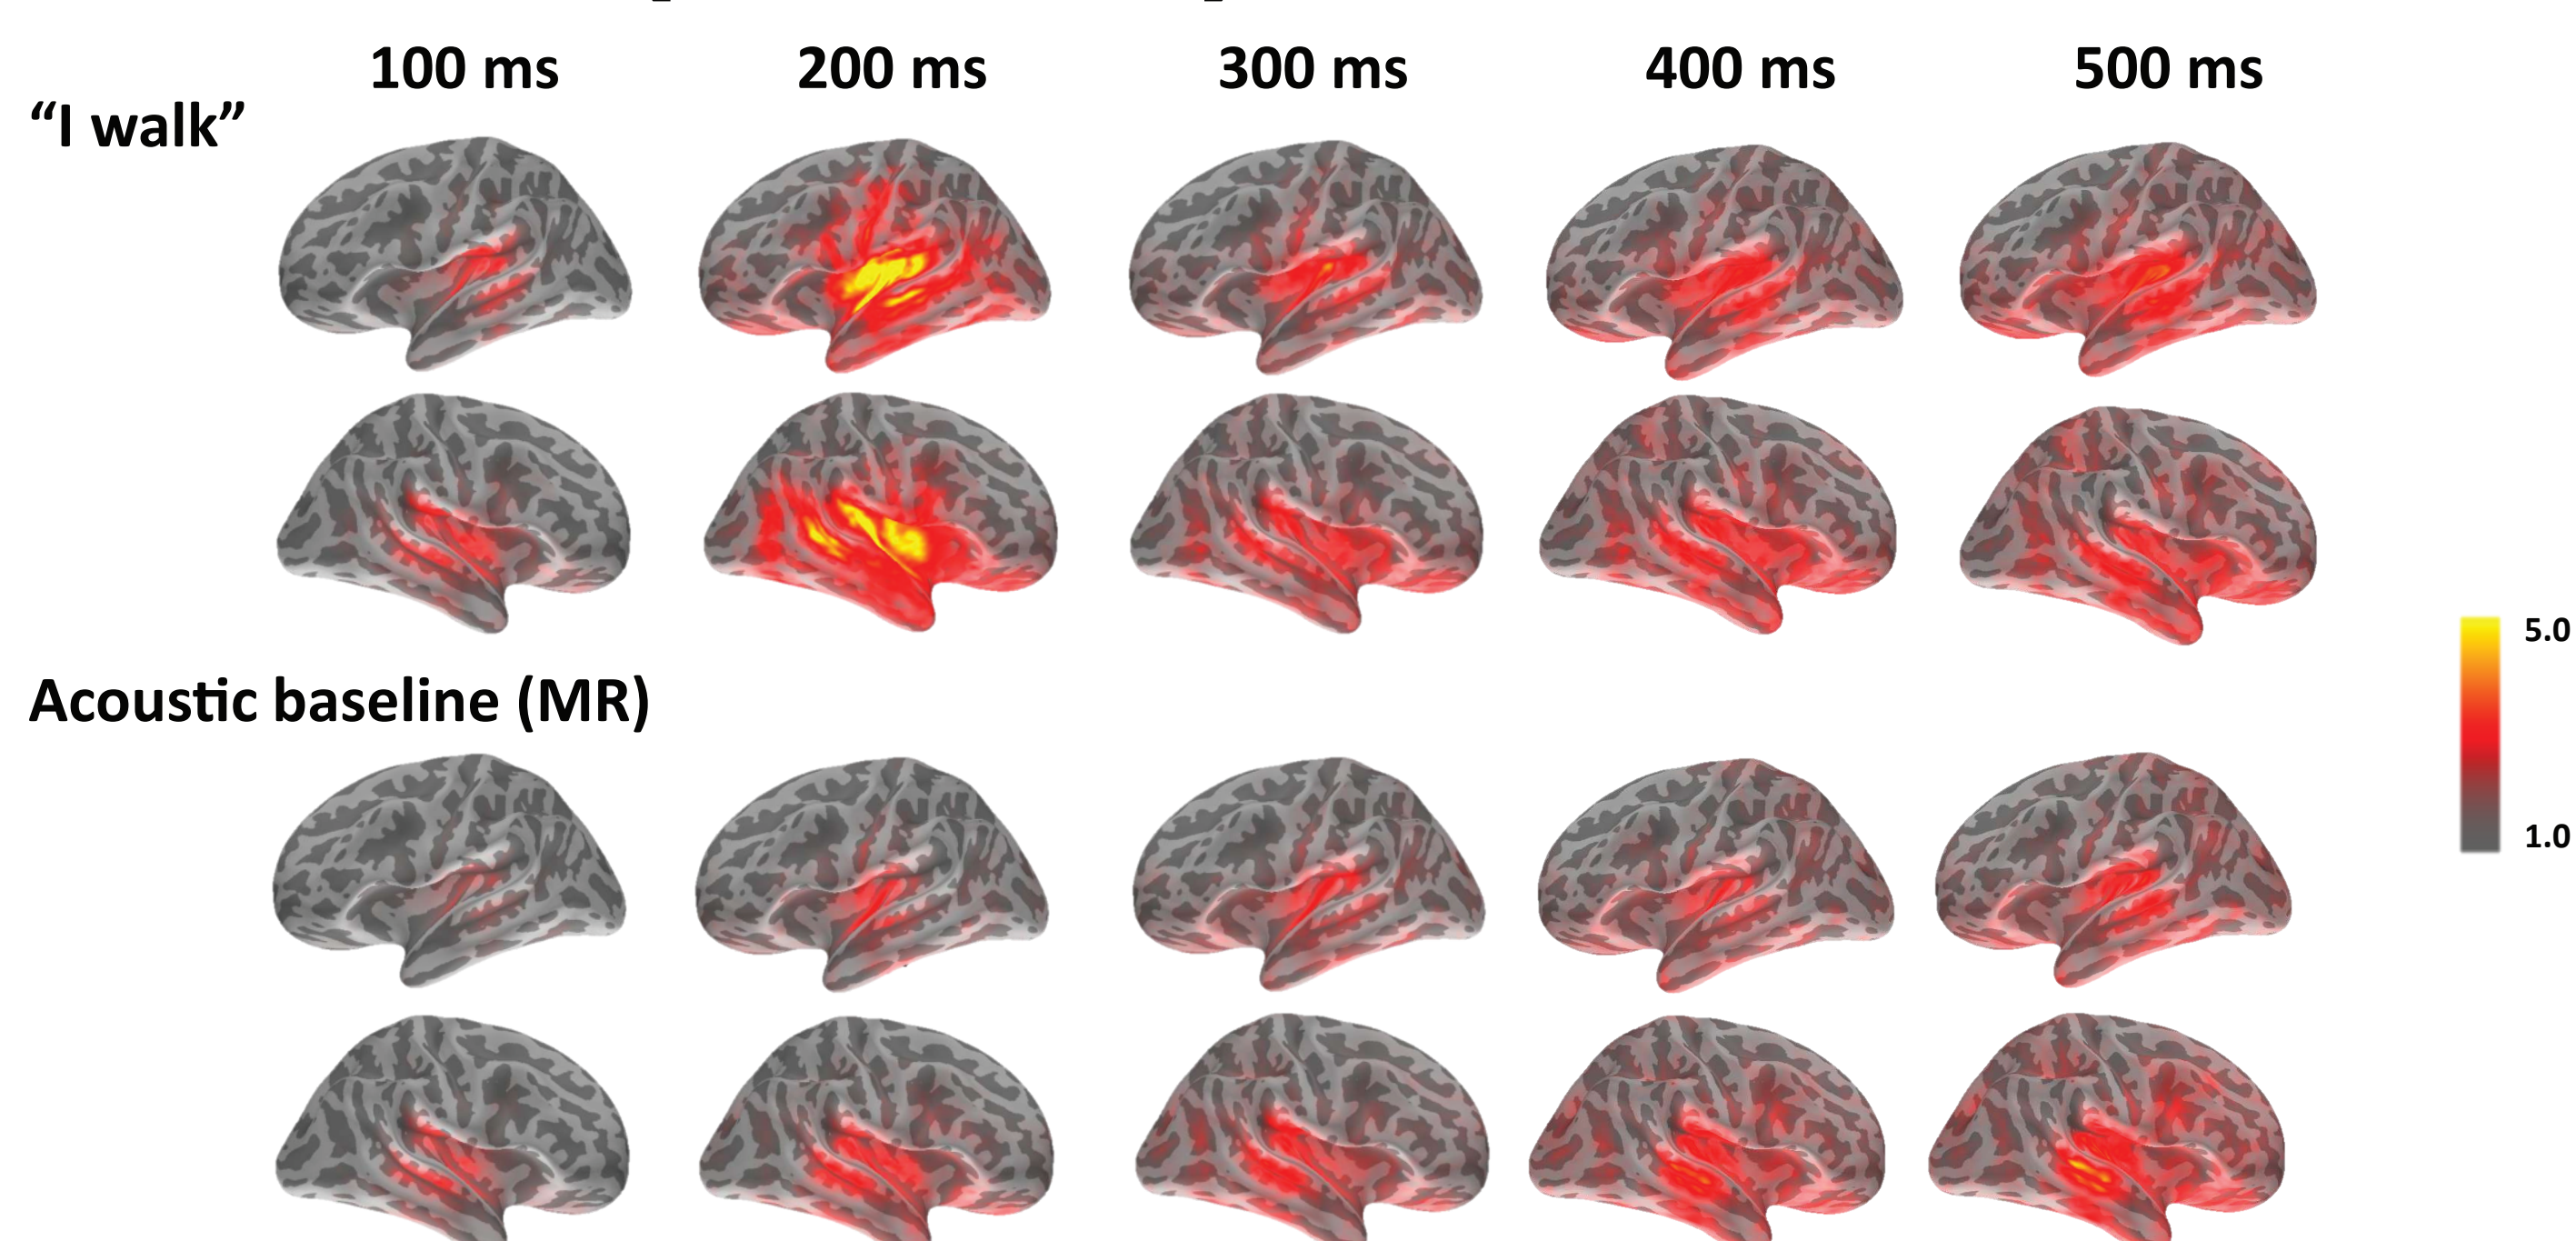 100 ms 200 ms 300 ms 400 ms 500 ms
“I walk”
5.0
Acoustic baseline (MR)
1.0